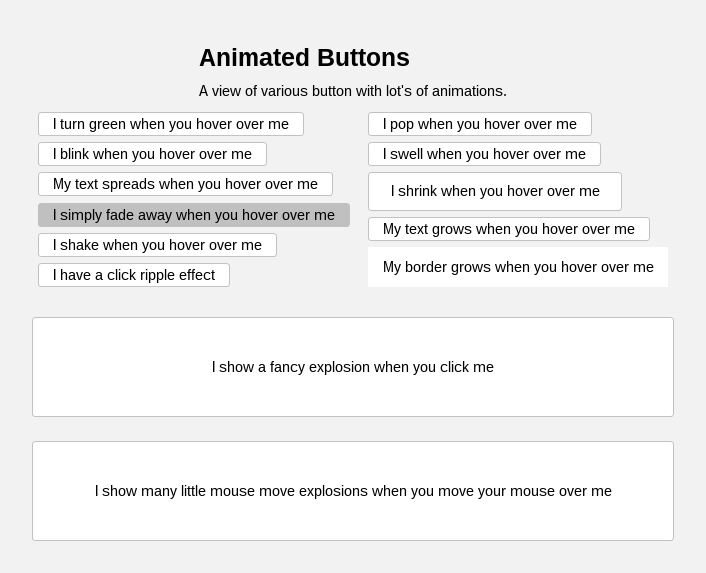 Animated Buttons
A view of various button with lot's of animations.
I turn green when you hover over me
I blink when you hover over me
My text spreads when you hover over me
I simply fade away when you hover over me
I shake when you hover over me
I have a click ripple effect
I pop when you hover over me
I swell when you hover over me
I shrink when you hover over me
My text grows when you hover over me
My border grows when you hover over me
I show a fancy explosion when you click me
I show many little mouse move explosions when you move your mouse over me